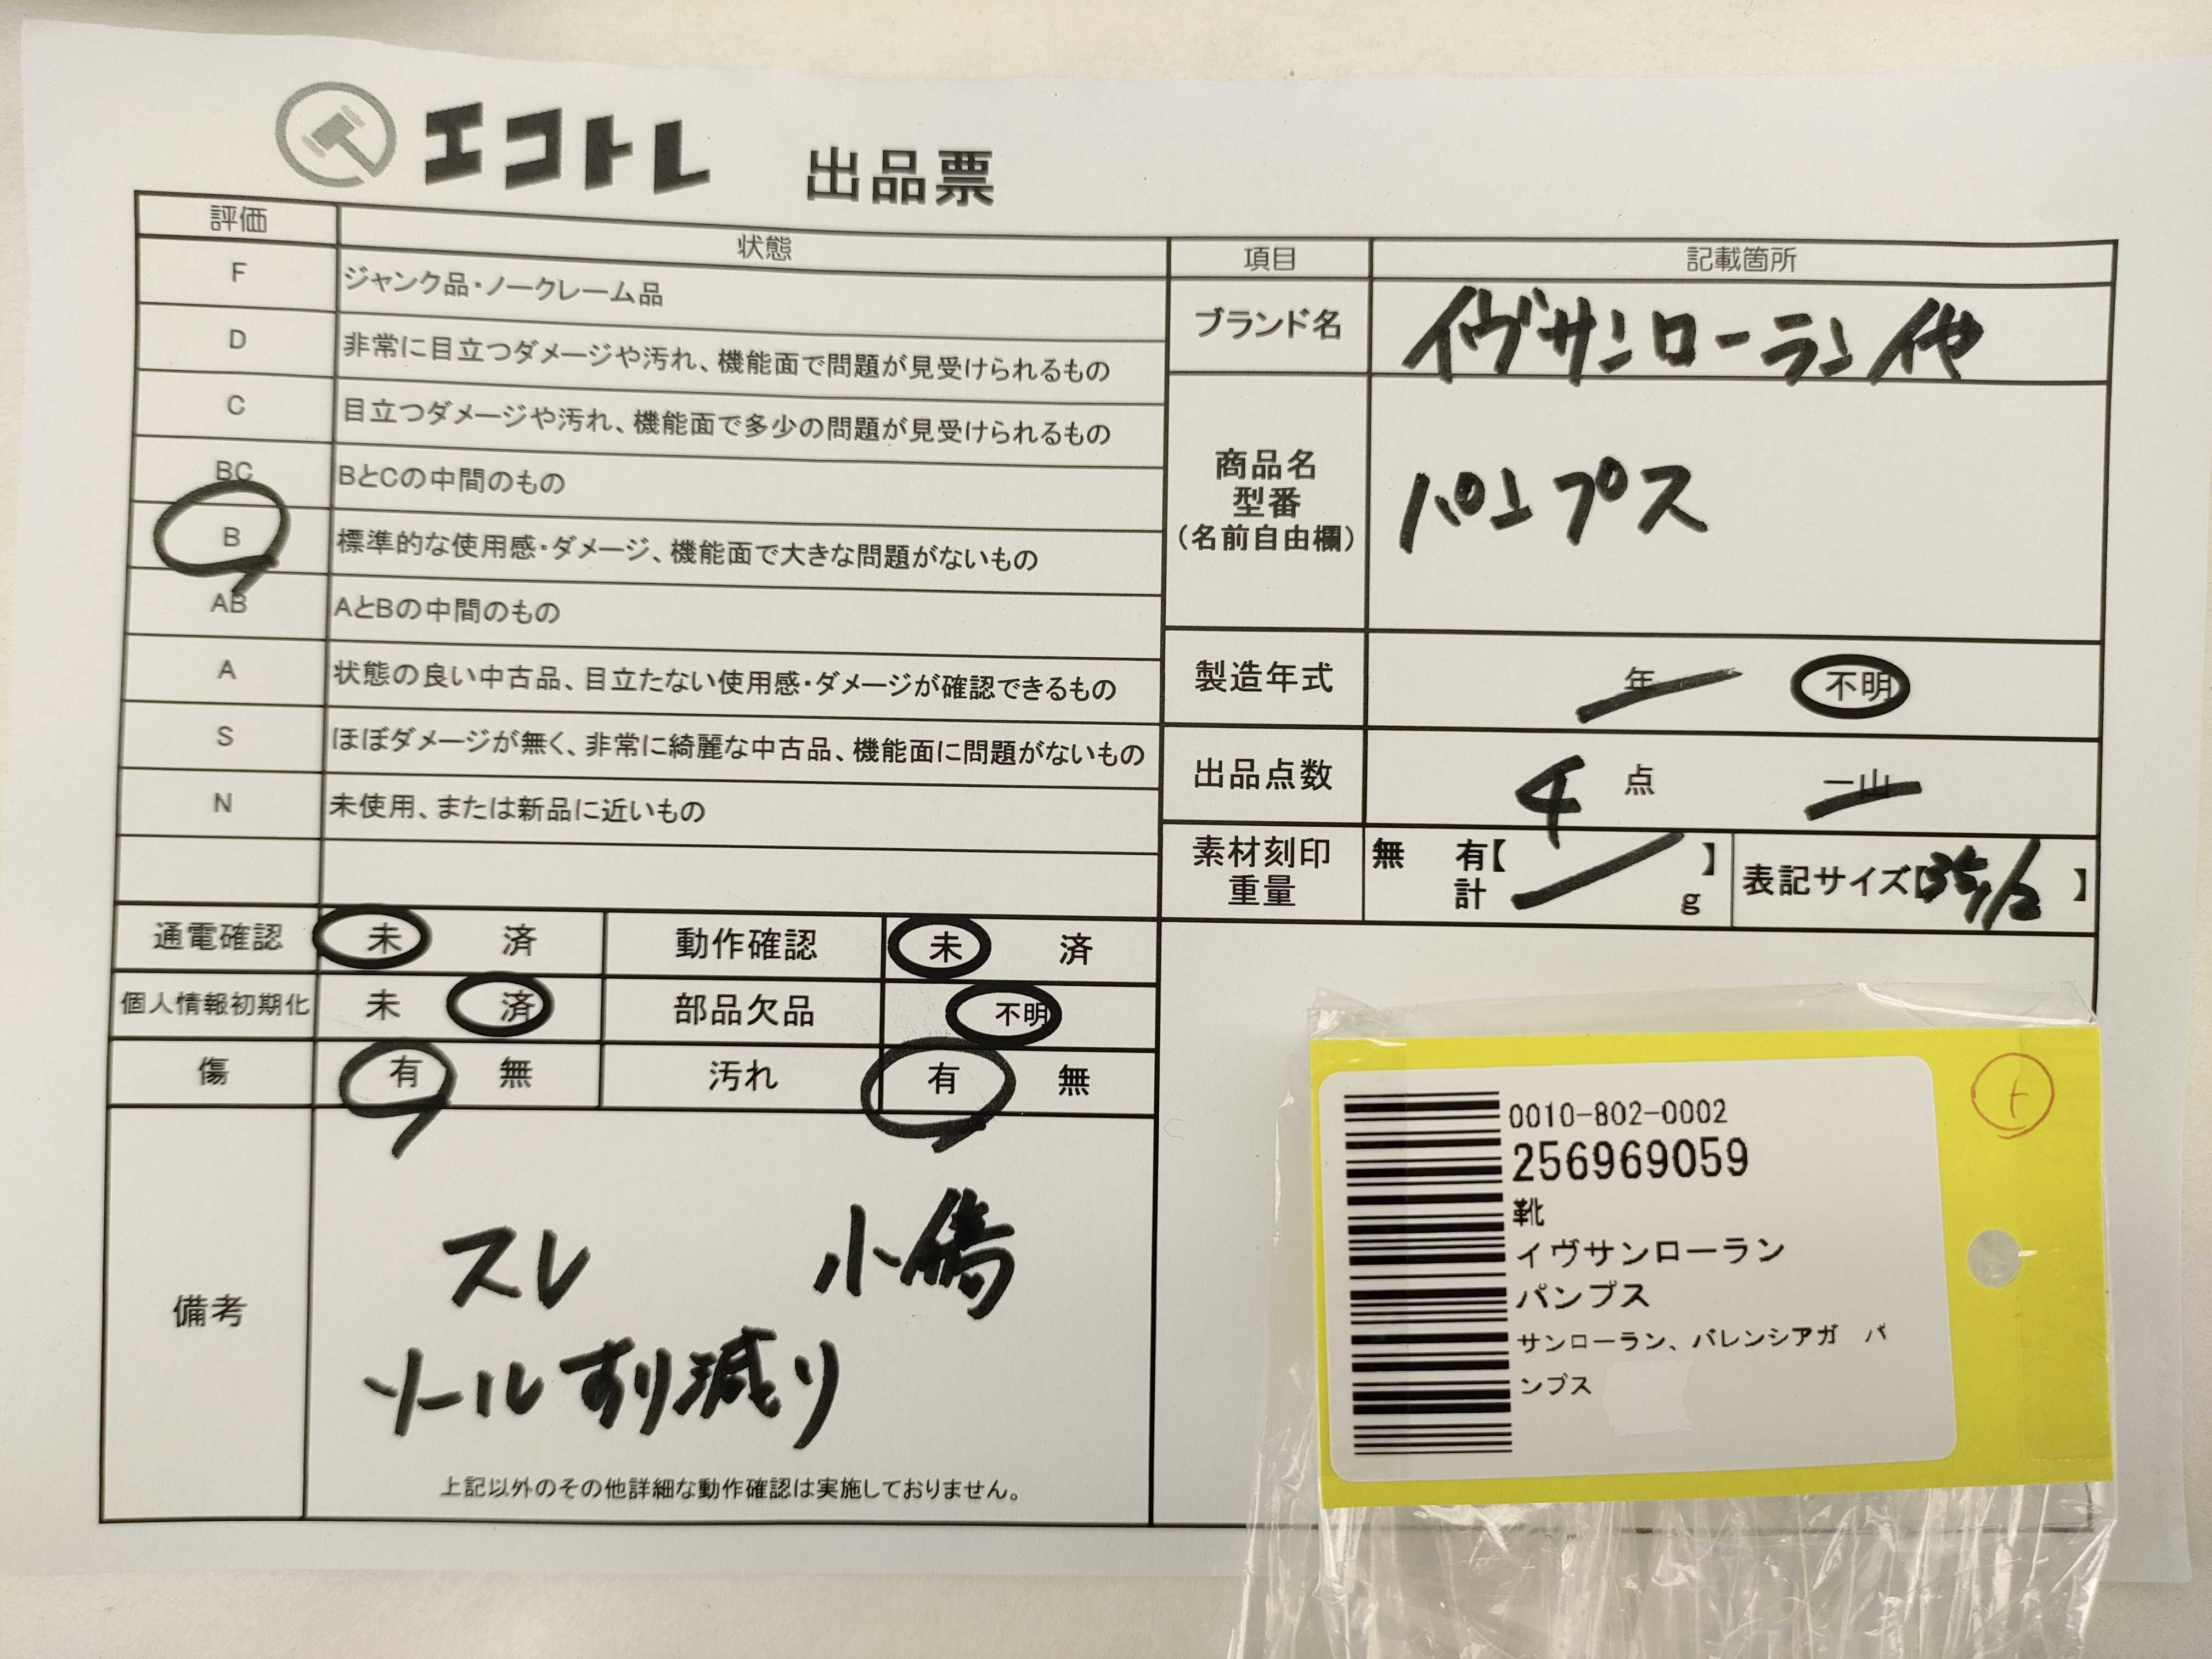 エコトレ 出品票
評価 状態
F ジャンク品・ノークレーム品
D 非常に目立つダメージや汚れ、機能面で問題が見受けられるもの
C 目立つダメージや汚れ、機能面で多少の問題が見受けられるもの
BC BとCの中間のもの
B 標準的な使用感・ダメージ、機能面で大きな問題がないもの
AB AとBの中間のもの
A 状態の良い中古品、目立たない使用感・ダメージが確認できるもの
S ほぼダメージが無く、非常に綺麗な中古品、機能面に問題がないもの
N 未使用、または新品に近いもの
項目 記載箇所
ブランド名 イヴサンローラン 他
商品名
型番
(名前自由欄)
パンプス
製造年式 年 不明
出品点数 4 点 一山
素材刻印 無 有【 】
重量 計 g
表記サイズ【35 1/2】
通電確認 未 済 動作確認 未 済
個人情報初期化 未 済 部品欠品 不明
傷 有 無 汚れ 有 無
備考
スレ 小傷
ソールすり減り
上記以外のその他詳細な動作確認は実施しておりません。
0010-802-0002
256969059
靴
イヴサンローラン
パンプス
サンローラン、バレンシアガ パ
ンプス